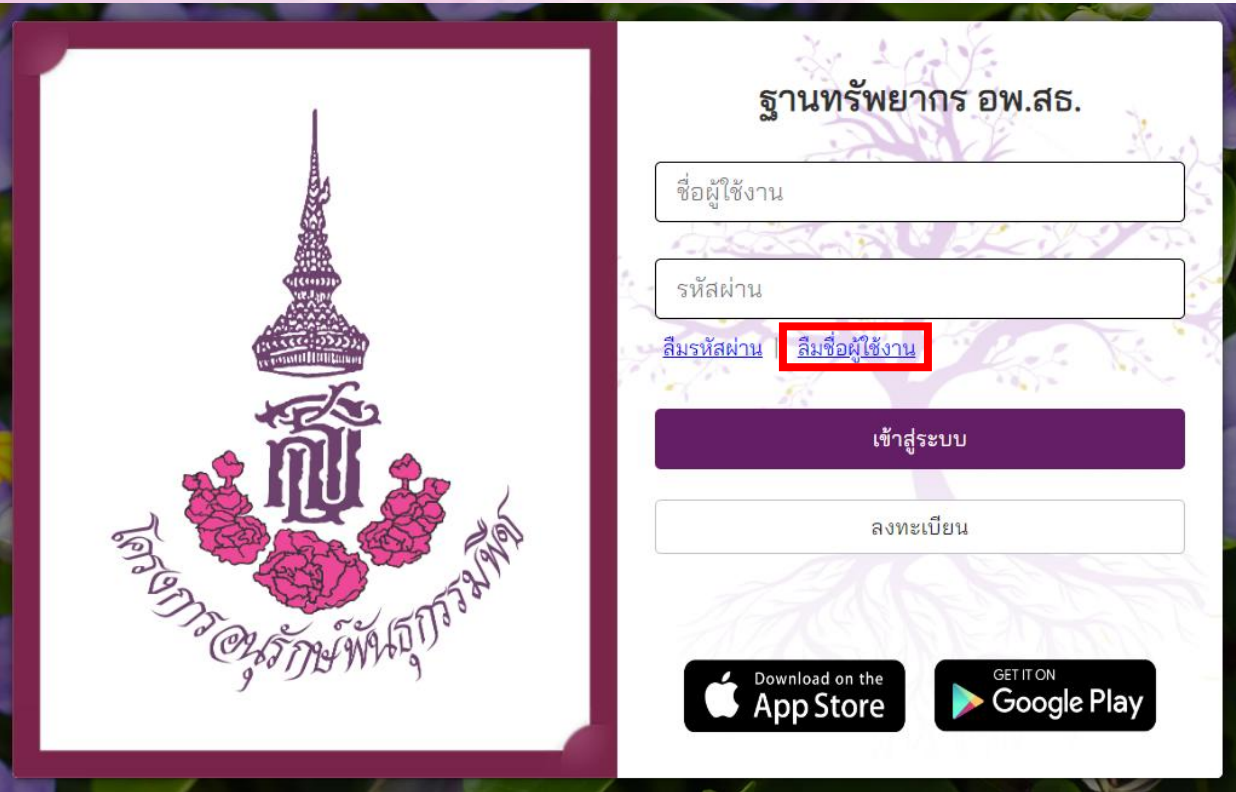 โครงการอนุรักษ์พันธุกรรมพืช
ฐานทรัพยากร อพ.สธ.
ชื่อผู้ใช้งาน
รหัสผ่าน
ลืมรหัสผ่าน | ลืมชื่อผู้ใช้งาน
เข้าสู่ระบบ
ลงทะเบียน
Download on the
App Store
GET IT ON
Google Play